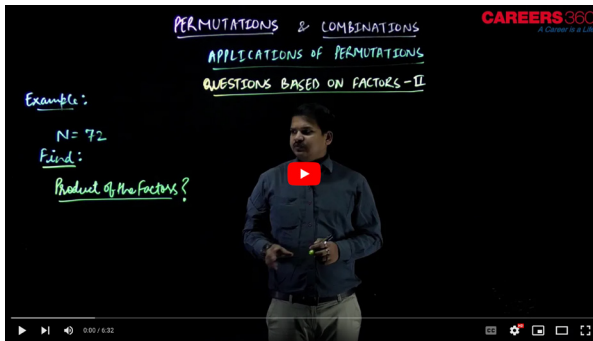 PERMUTATIONS & COMBINATIONS
CAREERS360
A Career is a Life
APPLICATIONS OF PERMUTATIONS
QUESTIONS BASED ON FACTORS-II
Example:
N = 72
Find:
Product of the Factors?
0:00 / 6:32
CC